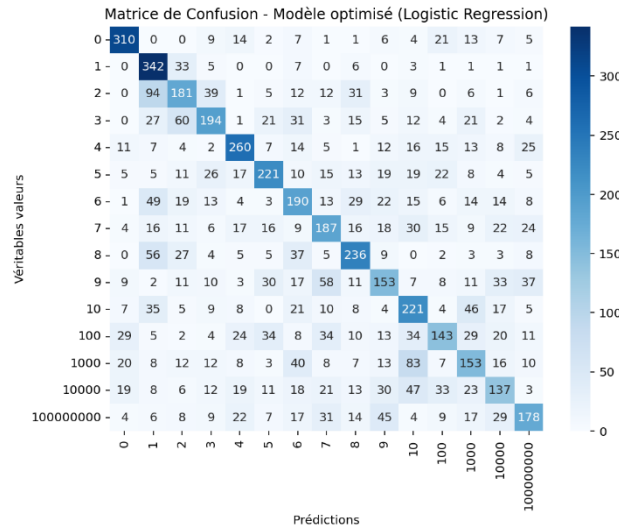 Matrice de Confusion - Modèle optimisé (Logistic Regression)
0 310 0 0 9 14 2 7 1 1 6 4 21 13 7 5
1 0 342 33 5 0 0 7 0 6 0 3 1 1 1 1
2 0 94 181 39 1 5 12 12 31 3 9 0 6 1 6
3 0 27 60 194 1 21 31 3 15 5 12 4 21 2 4
4 11 7 4 2 260 7 14 5 1 12 16 15 13 8 25
5 5 5 11 26 17 221 10 15 13 19 19 22 8 4 5
6 1 49 19 13 4 3 190 13 29 22 15 6 14 14 8
7 4 16 11 6 17 16 9 187 16 18 30 15 9 22 24
8 0 56 27 4 5 5 37 5 236 9 0 2 3 3 8
9 9 2 11 10 3 30 17 58 11 153 7 8 11 33 37
10 7 35 5 9 8 0 21 10 8 4 221 4 46 17 5
100 29 5 2 4 24 34 8 34 10 13 34 143 29 20 11
1000 20 8 12 12 8 3 40 8 7 13 83 7 153 16 10
10000 19 8 6 12 19 11 18 21 13 30 47 33 23 137 3
100000000 4 6 8 9 22 7 17 31 14 45 4 9 17 29 178
0 1 2 3 4 5 6 7 8 9 10 100 1000 10000 100000000
Prédictions
Véritables valeurs
300
250
200
150
100
50
0